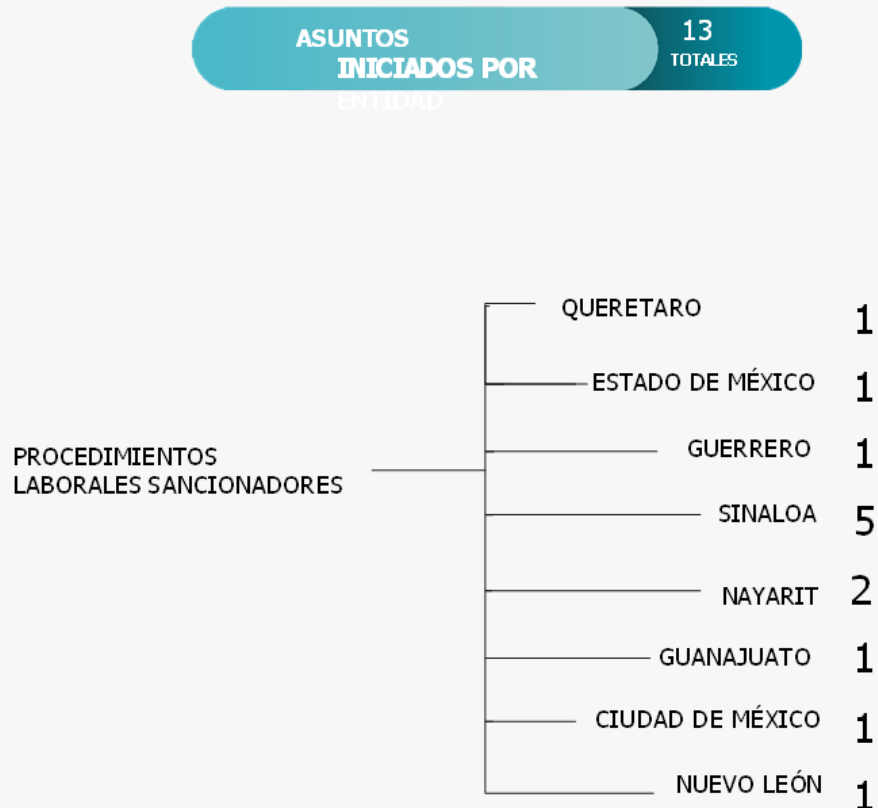 ASUNTOS
INICIADOS POR
ENTIDAD
13
TOTALES
PROCEDIMIENTOS
LABORALES SANCIONADORES
QUERETARO 1
ESTADO DE MÉXICO 1
GUERRERO 1
SINALOA 5
NAYARIT 2
GUANAJUATO 1
CIUDAD DE MÉXICO 1
NUEVO LEÓN 1